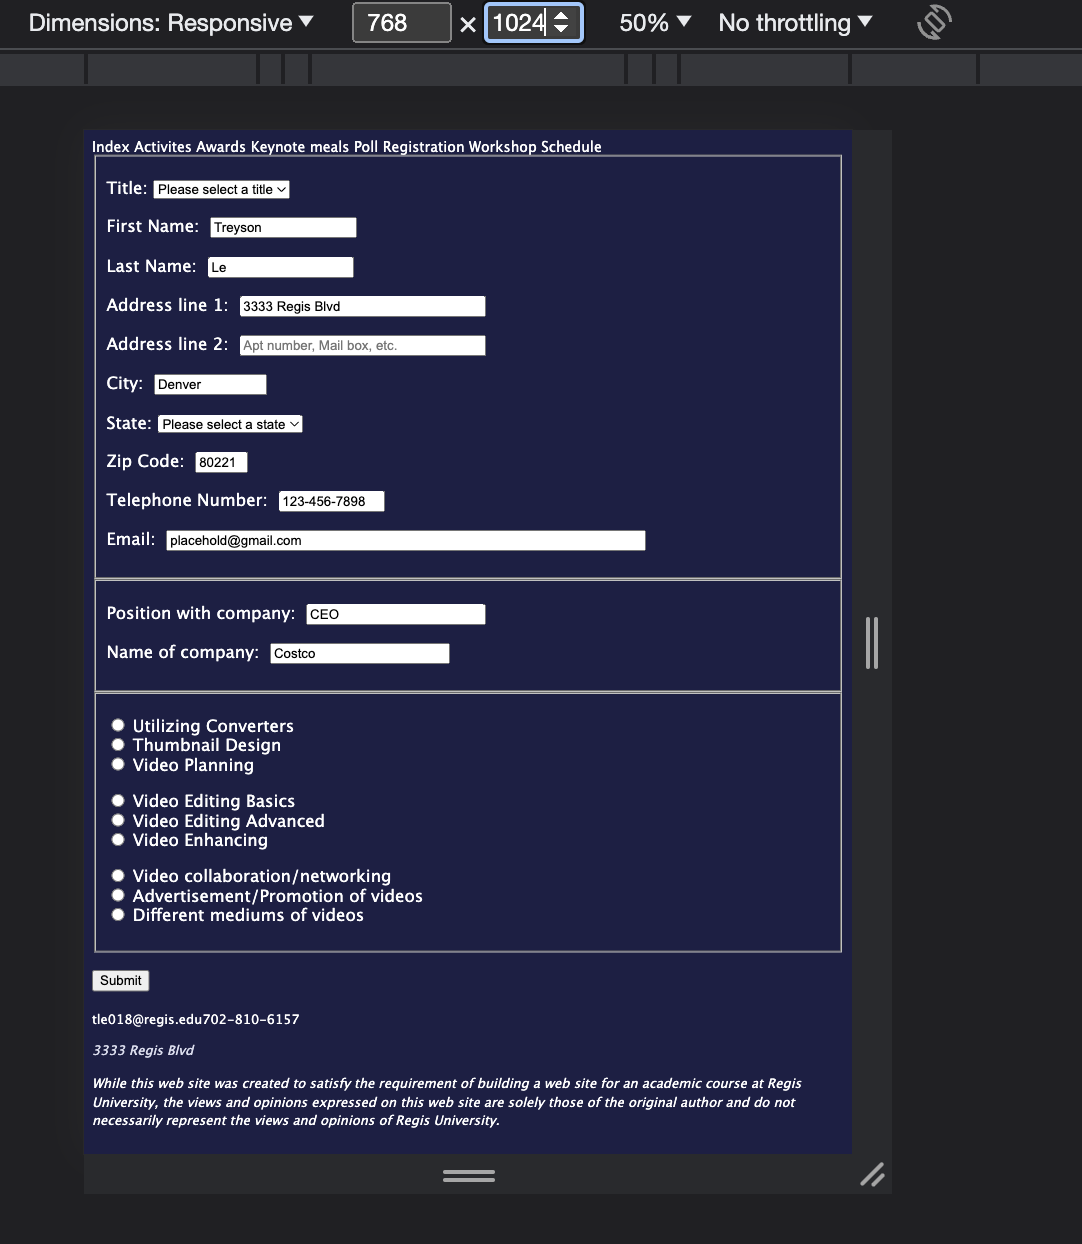 Dimensions: Responsive ▼ 768 × 1024 50% ▼ No throttling ▼
Index Activites Awards Keynote meals Poll Registration Workshop Schedule
Title: Please select a title
First Name: Treyson
Last Name: Le
Address line 1: 3333 Regis Blvd
Address line 2: Apt number, Mail box, etc.
City: Denver
State: Please select a state
Zip Code: 80221
Telephone Number: 123-456-7898
Email: placehold@gmail.com
Position with company: CEO
Name of company: Costco
Utilizing Converters
Thumbnail Design
Video Planning
Video Editing Basics
Video Editing Advanced
Video Enhancing
Video collaboration/networking
Advertisement/Promotion of videos
Different mediums of videos
Submit
tle018@regis.edu702-810-6157
3333 Regis Blvd
While this web site was created to satisfy the requirement of building a web site for an academic course at Regis
University, the views and opinions expressed on this web site are solely those of the original author and do not
necessarily represent the views and opinions of Regis University.